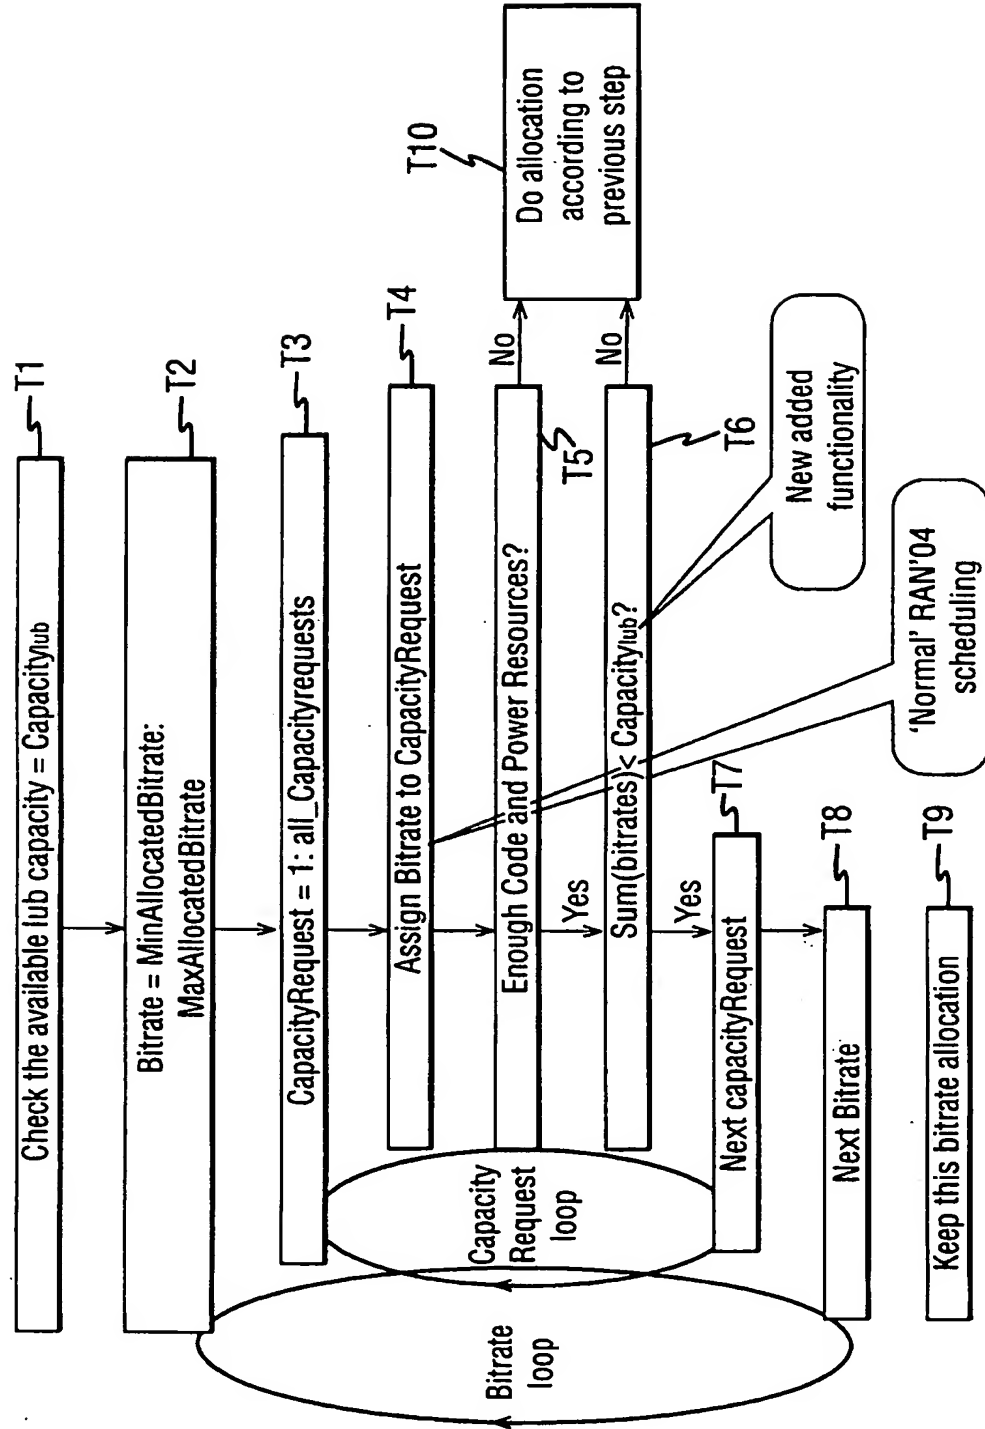 Check the available Iub capacity = CapacityIub
T1
Bitrate = MinAllocatedBitrate:
MaxAllocatedBitrate
T2
CapacityRequest = 1: all_Capacityrequests
T3
Assign Bitrate to CapacityRequest
T4
Enough Code and Power Resources?
T5
No
Yes
Sum(bitrates)< CapacityIub?
T6
No
Yes
T10
Do allocation
according to
previous step
Next capacityRequest
T7
Next Bitrate
T8
Keep this bitrate allocation
T9
Capacity
Request
loop
Bitrate
loop
New added
functionality
'Normal' RAN'04
scheduling